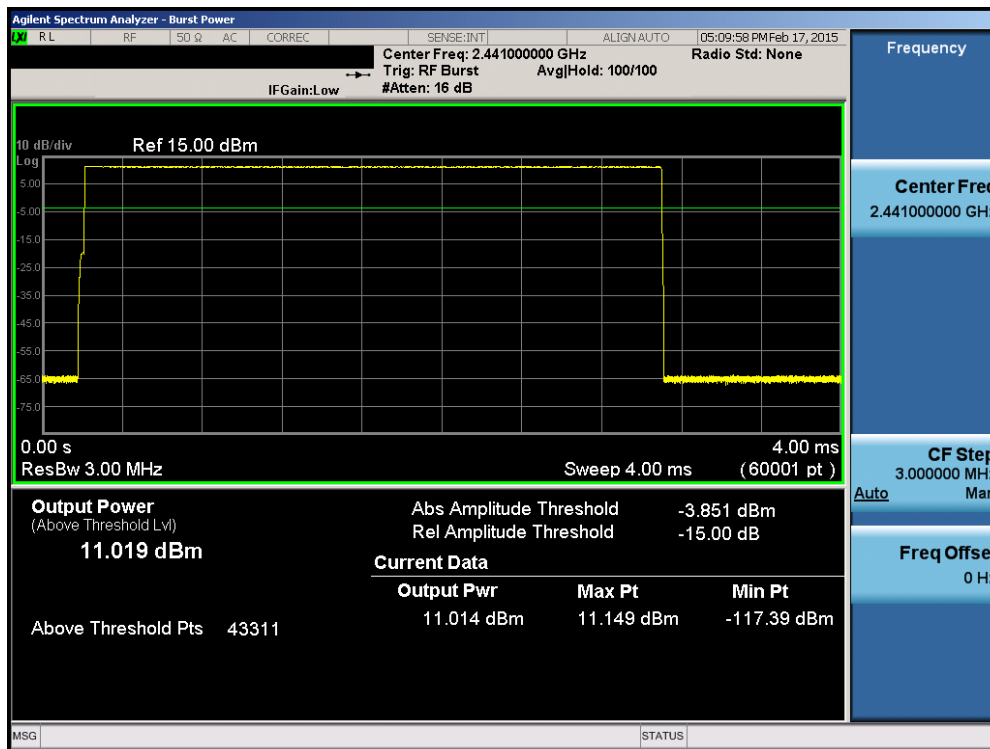 Agilent Spectrum Analyzer - Burst Power
LXI RL RF 50 Ω AC CORREC SENSE:INT ALIGN AUTO 05:09:58 PM Feb 17, 2015
Center Freq: 2.441000000 GHz Radio Std: None
Trig: RF Burst Avg|Hold: 100/100
IFGain:Low #Atten: 16 dB
10 dB/div Ref 15.00 dBm
Log
5.00
-5.00
-15.0
-25.0
-35.0
-45.0
-55.0
-65.0
-75.0
0.00 s 4.00 ms
ResBw 3.00 MHz Sweep 4.00 ms (60001 pt)
Output Power
(Above Threshold Lvl)
11.019 dBm
Above Threshold Pts 43311
Abs Amplitude Threshold -3.851 dBm
Rel Amplitude Threshold -15.00 dB
Current Data
Output Pwr Max Pt Min Pt
11.014 dBm 11.149 dBm -117.39 dBm
MSG STATUS
Frequency
Center Freq
2.441000000 GH
CF Step
3.000000 MH
Auto Man
Freq Offse
0 H